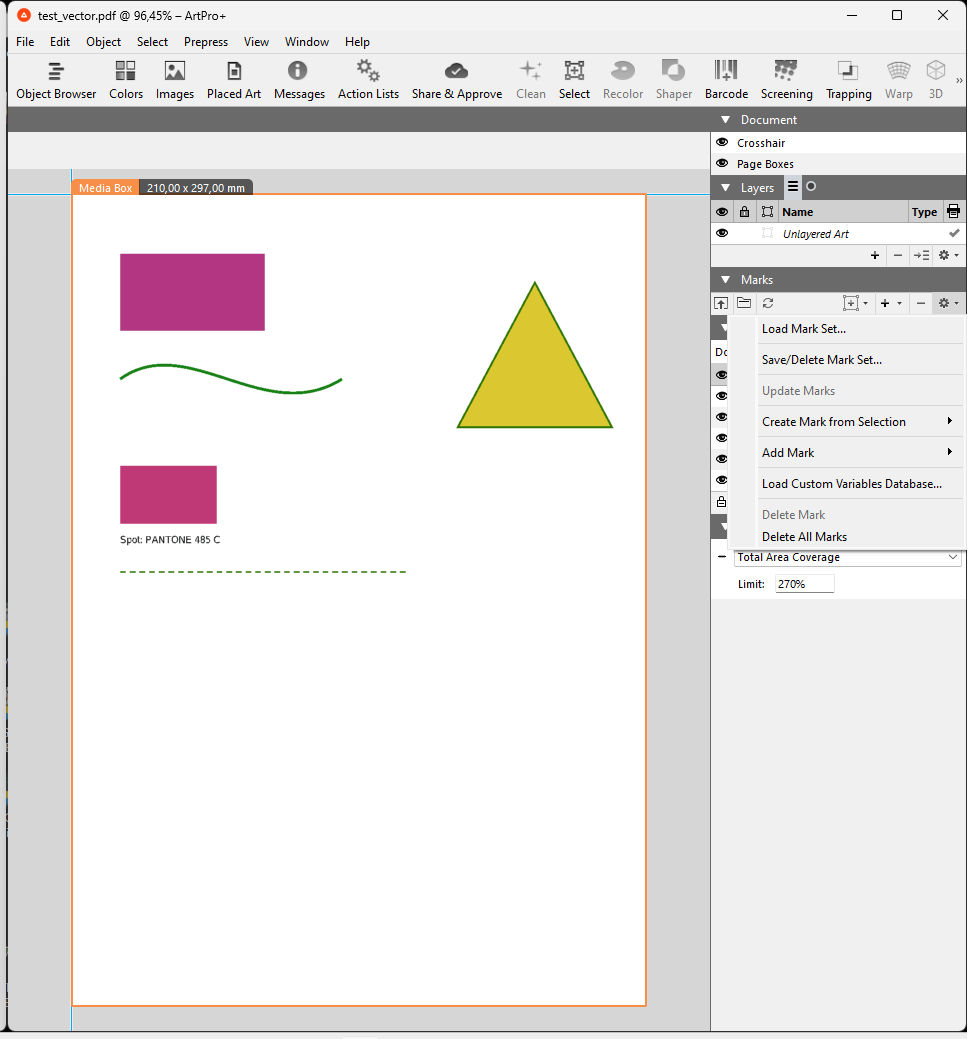 test_vector.pdf @ 96,45% – ArtPro+
File Edit Object Select Prepress View Window Help
Object Browser Colors Images Placed Art Messages Action Lists Share & Approve Clean Select Recolor Shaper Barcode Screening Trapping Warp 3D
Document
Crosshair
Page Boxes
Media Box 210,00 x 297,00 mm
Layers
Name Type
Unlayered Art
Marks
Load Mark Set...
Save/Delete Mark Set...
Update Marks
Create Mark from Selection
Add Mark
Load Custom Variables Database...
Delete Mark
Delete All Marks
Total Area Coverage
Limit: 270%
Spot: PANTONE 485 C